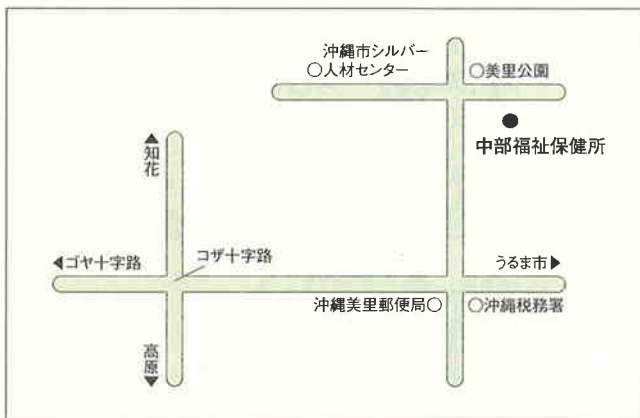 沖縄市シルバー
○人材センター
○美里公園
●
中部福祉保健所
▲知花
◀ゴヤ十字路
コザ十字路
うるま市▶
沖縄美里郵便局○
○沖縄税務署
高原▼